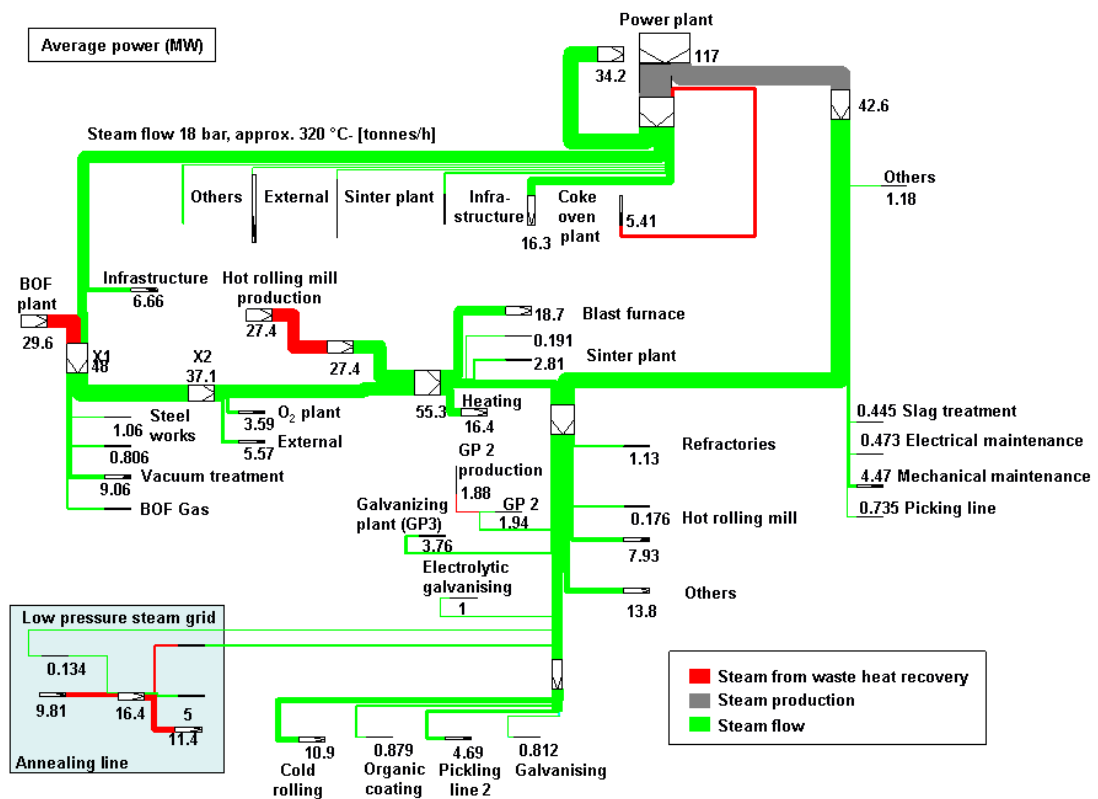 Power plant
Average power (MW)
117
34.2
42.6
Steam flow 18 bar, approx. 320 °C- [tonnes/h]
Others
1.18
Others
External
Sinter plant
Infra-
structure
16.3
Coke
oven
plant
5.41
BOF
plant
29.6
Infrastructure
6.66
Hot rolling mill
production
27.4
27.4
18.7
Blast furnace
0.191
Sinter plant
2.81
X1
48
X2
37.1
55.3
Heating
16.4
O2 plant
3.59
External
5.57
Steel
works
1.06
0.806
Vacuum treatment
9.06
BOF Gas
GP 2
production
1.88
GP 2
1.94
Galvanizing
plant (GP3)
3.76
Electrolytic
galvanising
1
Refractories
1.13
Hot rolling mill
0.176
7.93
Others
13.8
0.445 Slag treatment
0.473 Electrical maintenance
4.47 Mechanical maintenance
0.735 Picking line
Low pressure steam grid
0.134
9.81
16.4
5
11.4
Annealing line
10.9
Cold
rolling
0.879
Organic
coating
4.69
Pickling
line 2
0.812
Galvanising
Steam from waste heat recovery
Steam production
Steam flow